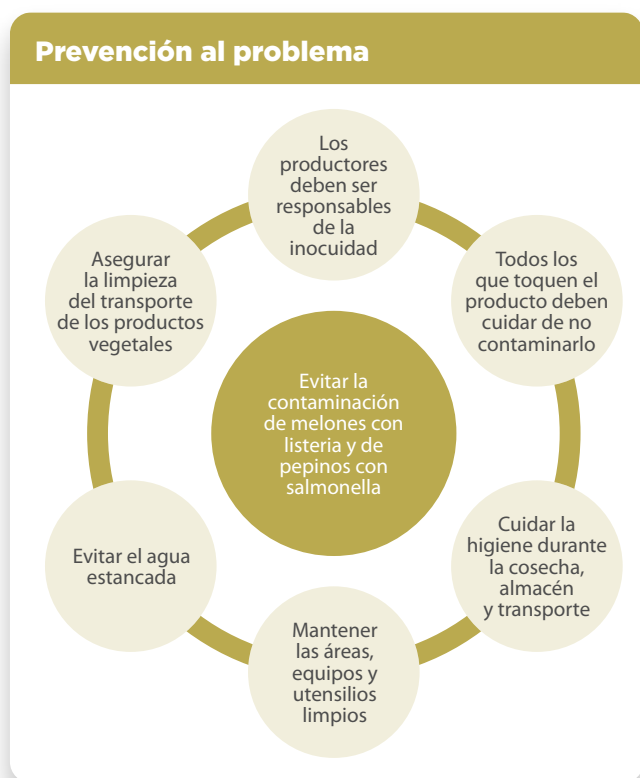 Prevención al problema
Los
productores
deben ser
responsables
de la
inocuidad
Todos los
que toquen el
producto deben
cuidar de no
contaminarlo
Cuidar la
higiene durante
la cosecha,
almacén
y transporte
Mantener
las áreas,
equipos y
utensilios
limpios
Evitar el agua
estancada
Asegurar
la limpieza
del transporte
de los productos
vegetales
Evitar la
contaminación
de melones con
listeria y de
pepinos con
salmonella